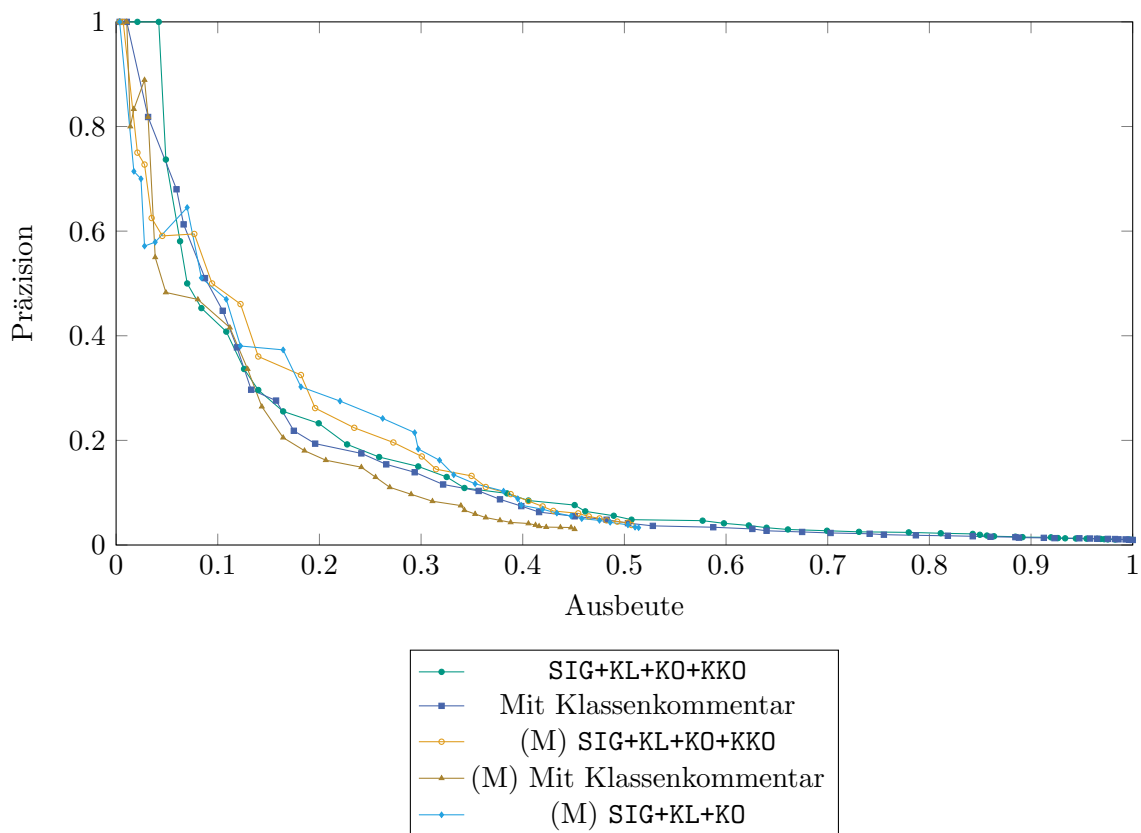 1
0.8
0.6
0.4
0.2
0
Präzision
0 0.1 0.2 0.3 0.4 0.5 0.6 0.7 0.8 0.9 1
Ausbeute
SIG+KL+KO+KKO
Mit Klassenkommentar
(M) SIG+KL+KO+KKO
(M) Mit Klassenkommentar
(M) SIG+KL+KO